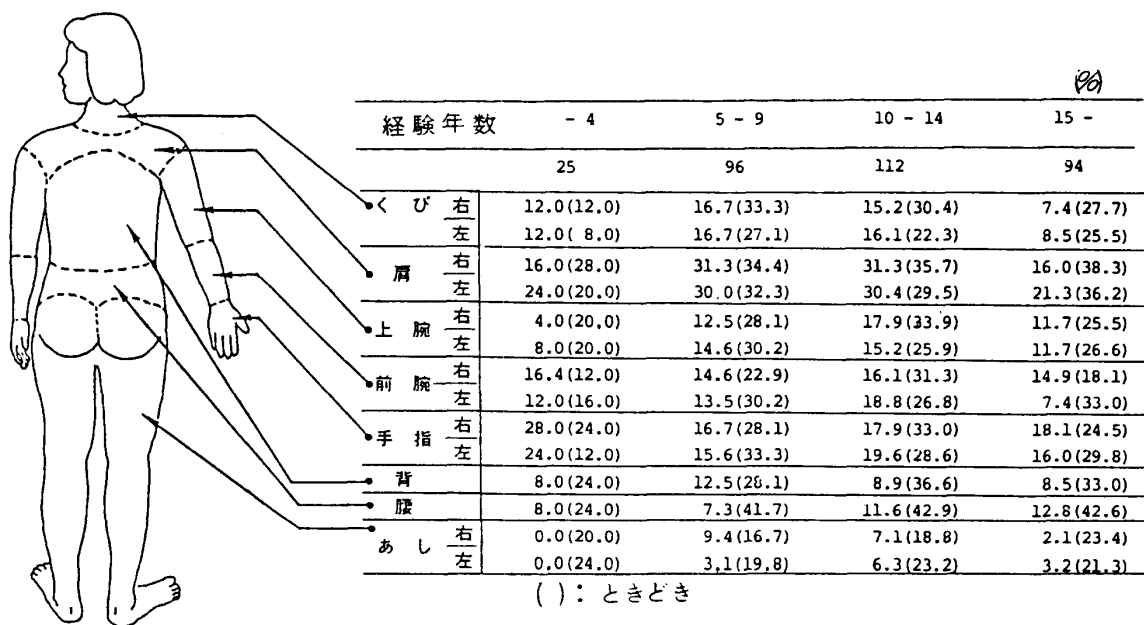 (%)
経験年数 - 4 5 - 9 10 - 14 15 -
25 96 112 94
くび 右 12.0(12.0) 16.7(33.3) 15.2(30.4) 7.4(27.7)
左 12.0( 8.0) 16.7(27.1) 16.1(22.3) 8.5(25.5)
肩 右 16.0(28.0) 31.3(34.4) 31.3(35.7) 16.0(38.3)
左 24.0(20.0) 30.0(32.3) 30.4(29.5) 21.3(36.2)
上腕 右 4.0(20.0) 12.5(28.1) 17.9(33.9) 11.7(25.5)
左 8.0(20.0) 14.6(30.2) 15.2(25.9) 11.7(26.6)
前腕 右 16.4(12.0) 14.6(22.9) 16.1(31.3) 14.9(18.1)
左 12.0(16.0) 13.5(30.2) 18.8(26.8) 7.4(33.0)
手指 右 28.0(24.0) 16.7(28.1) 17.9(33.0) 18.1(24.5)
左 24.0(12.0) 15.6(33.3) 19.6(28.6) 16.0(29.8)
背 8.0(24.0) 12.5(28.1) 8.9(36.6) 8.5(33.0)
腰 8.0(24.0) 7.3(41.7) 11.6(42.9) 12.8(42.6)
あし 右 0.0(20.0) 9.4(16.7) 7.1(18.8) 2.1(23.4)
左 0.0(24.0) 3.1(19.8) 6.3(23.2) 3.2(21.3)
( ): ときどき